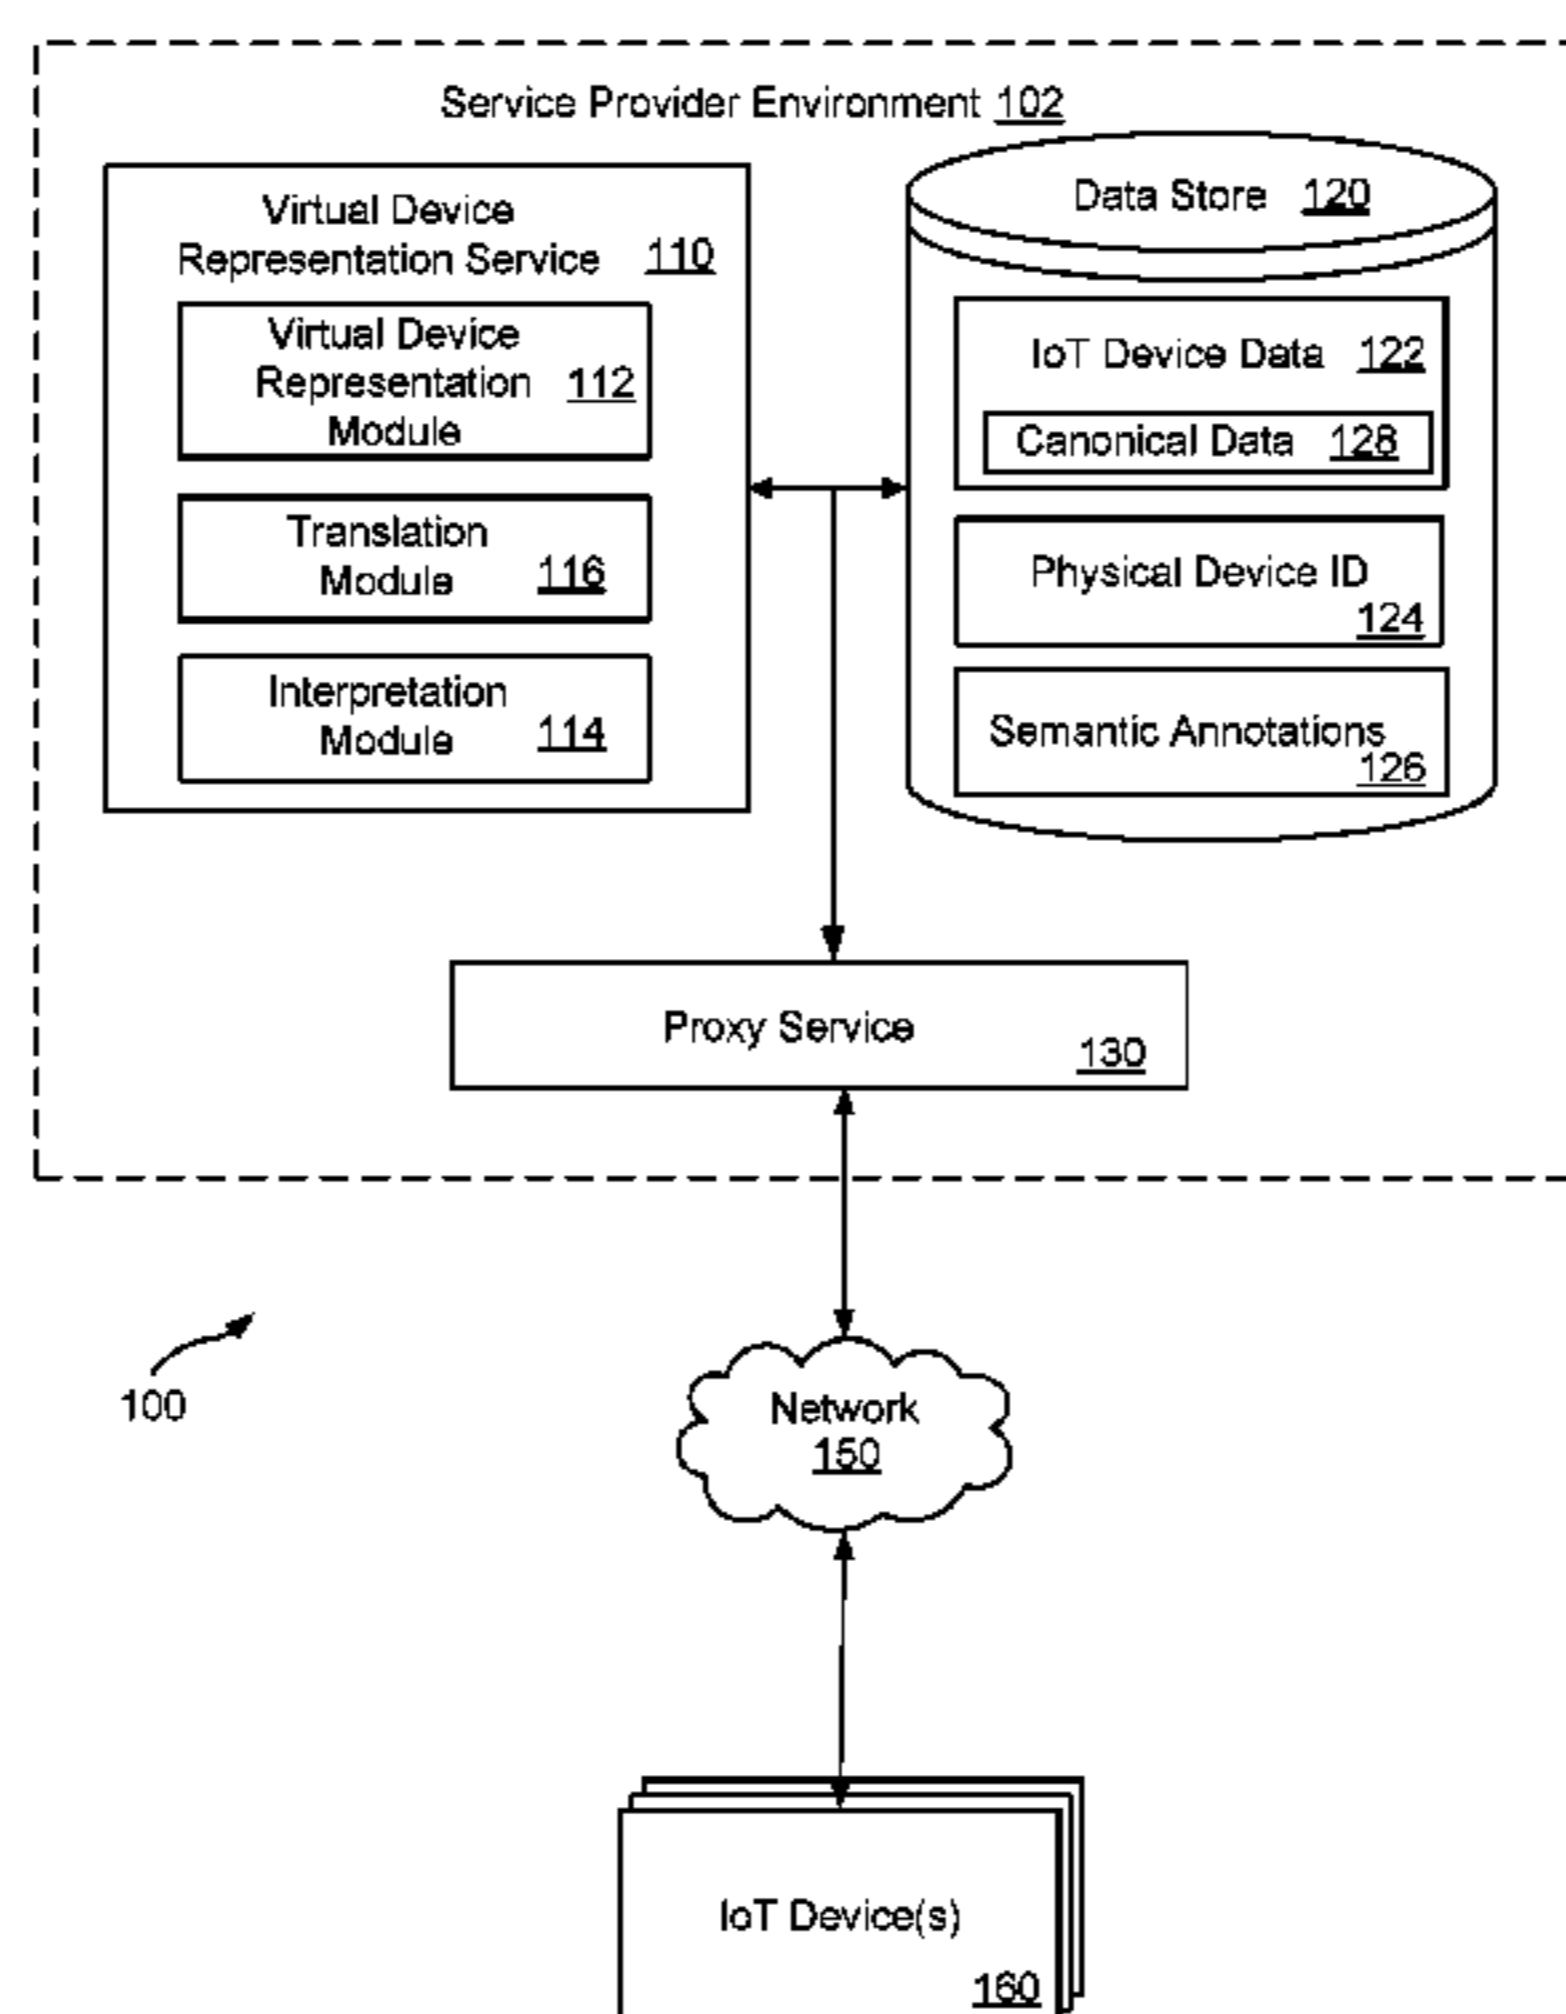 Service Provider Environment 102
Virtual Device
Representation Service 110
Virtual Device
Representation 112
Module
Translation
Module 116
Interpretation
Module 114
Data Store 120
IoT Device Data 122
Canonical Data 128
Physical Device ID
124
Semantic Annotations
126
Proxy Service
130
100
Network
150
IoT Device(s)
160